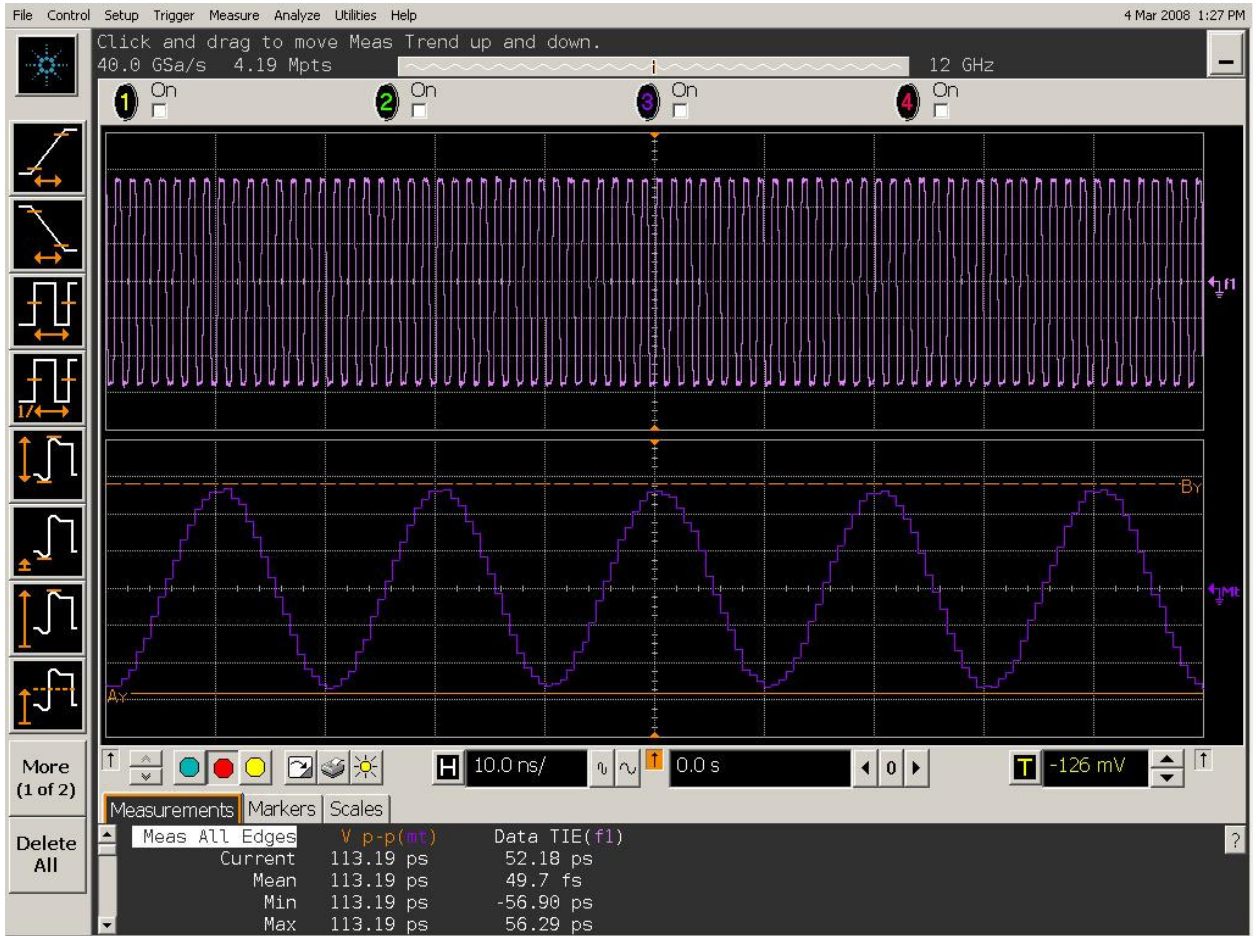 File Control Setup Trigger Measure Analyze Utilities Help 4 Mar 2008 1:27 PM
Click and drag to move Meas Trend up and down.
40.0 GSa/s 4.19 Mpts 12 GHz
1 On 2 On 3 On 4 On
f1
1/
By
Mt
Ay
More
(1 of 2)
Delete
All
H 10.0 ns/ 0.0 s 0 T -126 mV
Measurements Markers Scales
Meas All Edges V p-p(mt) Data TIE(f1) ?
Current 113.19 ps 52.18 ps
Mean 113.19 ps 49.7 fs
Min 113.19 ps -56.90 ps
Max 113.19 ps 56.29 ps